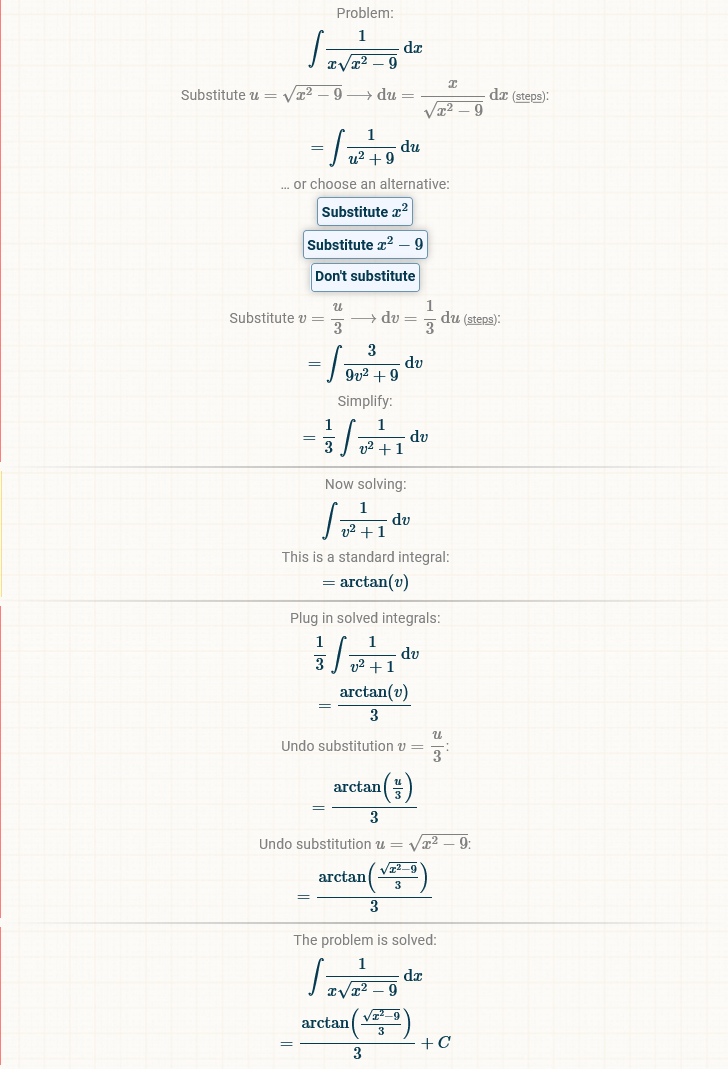 Problem:
∫ 1/(x√(x² − 9)) dx
Substitute u = √(x² − 9) ⟶ du = x/√(x² − 9) dx (steps):
= ∫ 1/(u² + 9) du
… or choose an alternative:
Substitute x²
Substitute x² − 9
Don't substitute
Substitute v = u/3 ⟶ dv = 1/3 du (steps):
= ∫ 3/(9v² + 9) dv
Simplify:
= 1/3 ∫ 1/(v² + 1) dv
Now solving:
∫ 1/(v² + 1) dv
This is a standard integral:
= arctan(v)
Plug in solved integrals:
1/3 ∫ 1/(v² + 1) dv
= arctan(v)/3
Undo substitution v = u/3:
= arctan(u/3)/3
Undo substitution u = √(x² − 9):
= arctan(√(x²−9)/3)/3
The problem is solved:
∫ 1/(x√(x² − 9)) dx
= arctan(√(x²−9)/3)/3 + C